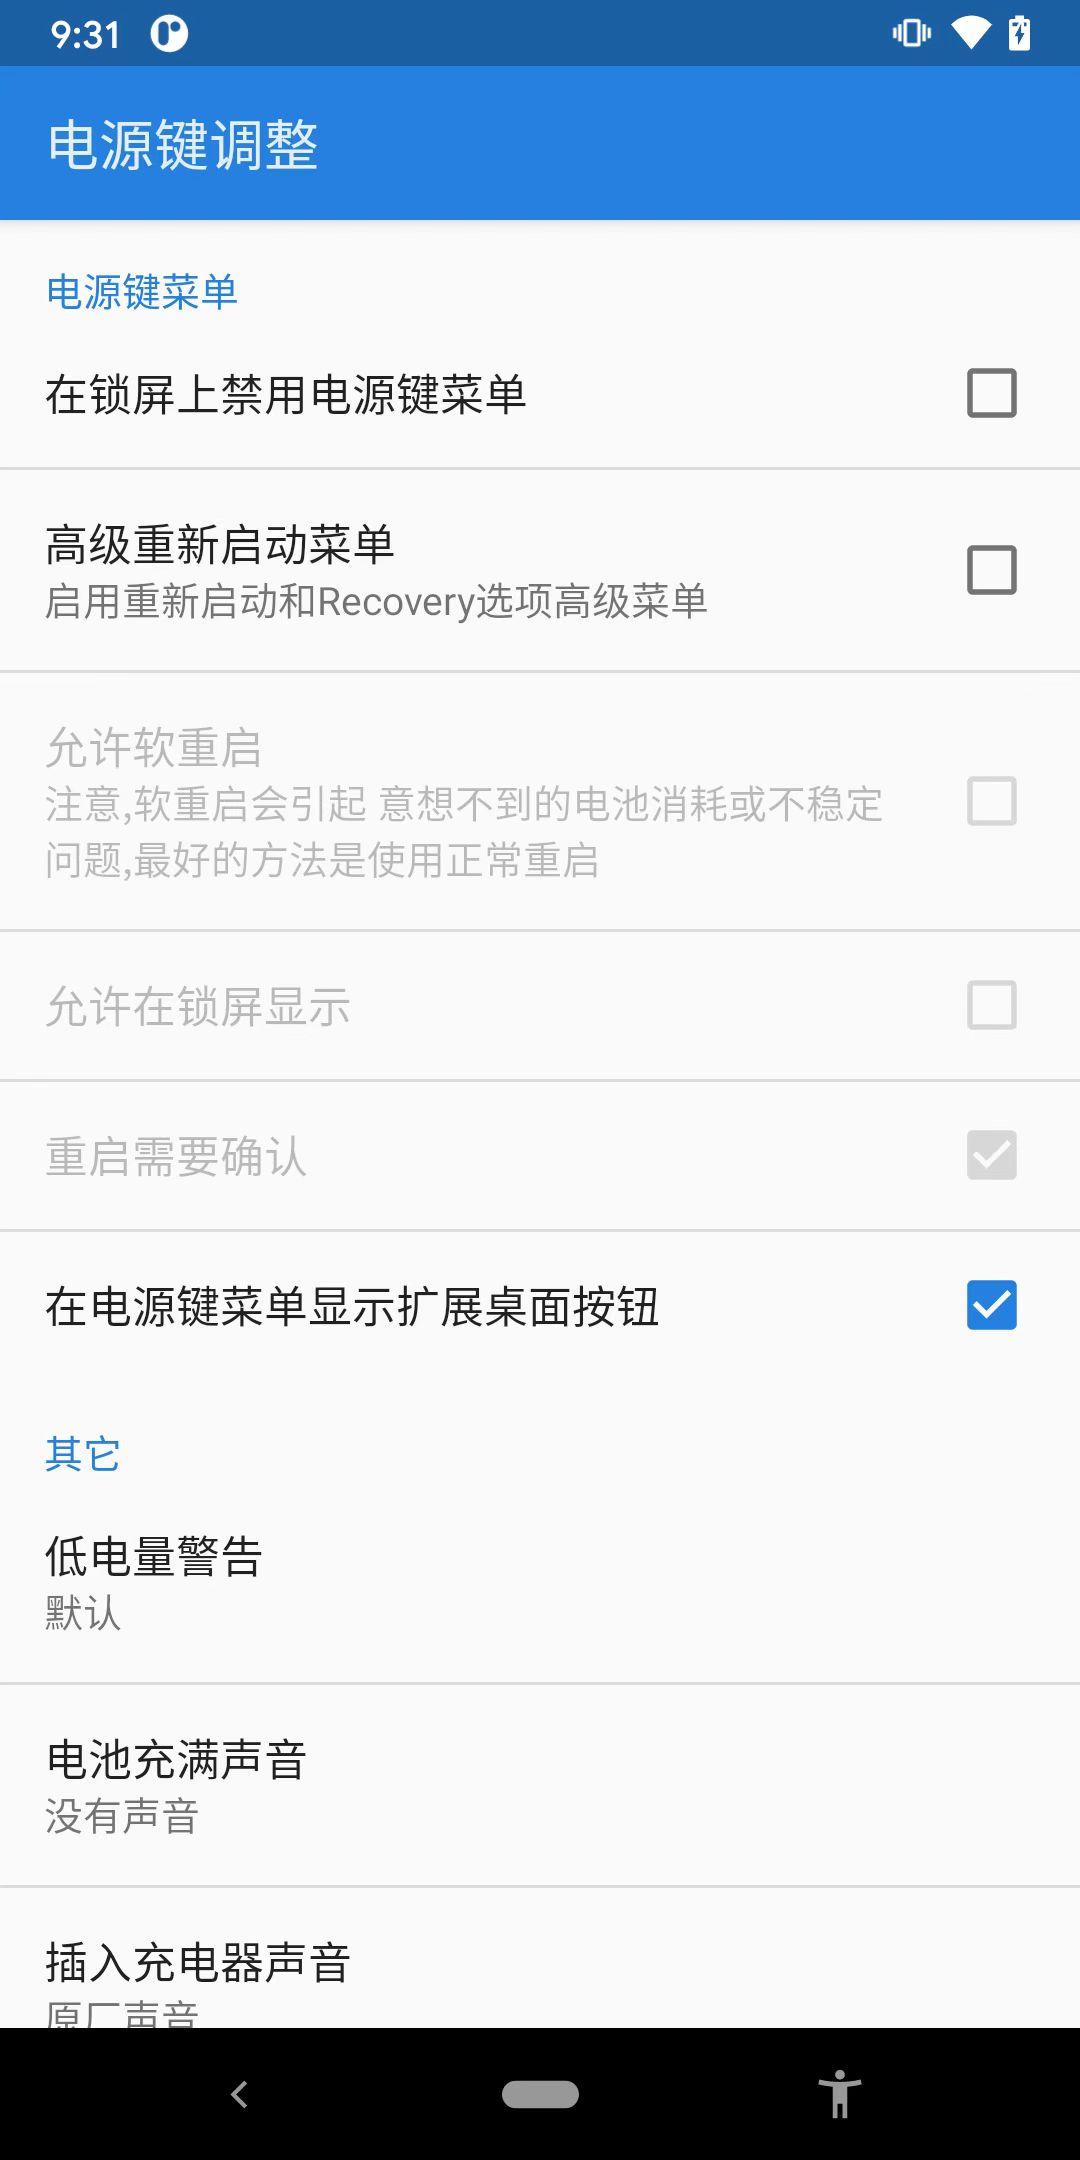 9:31
电源键调整
电源键菜单
在锁屏上禁用电源键菜单
高级重新启动菜单
启用重新启动和Recovery选项高级菜单
允许软重启
注意,软重启会引起 意想不到的电池消耗或不稳定
问题,最好的方法是使用正常重启
允许在锁屏显示
重启需要确认
在电源键菜单显示扩展桌面按钮
其它
低电量警告
默认
电池充满声音
没有声音
插入充电器声音
原厂声音